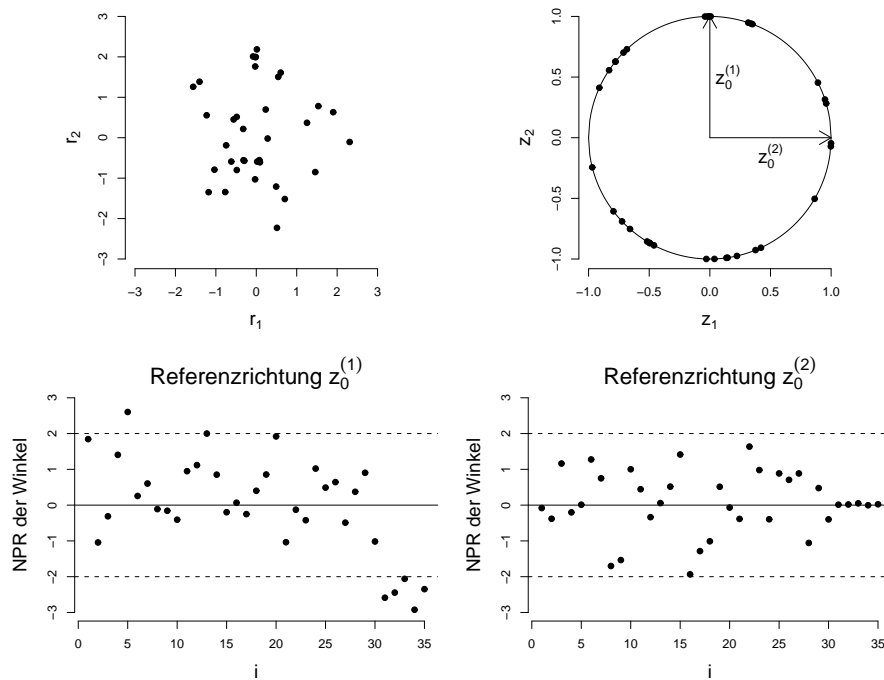 3
2
1
0
−1
−2
−3
r2
−3 −2 −1 0 1 2 3
r1
1.0
0.5
0.0
−0.5
−1.0
z2
z0(1)
z0(2)
−1.0 −0.5 0.0 0.5 1.0
z1
Referenzrichtung z0(1)
3
2
1
0
−1
−2
−3
NPR der Winkel
0 5 10 15 20 25 30 35
i
Referenzrichtung z0(2)
3
2
1
0
−1
−2
−3
NPR der Winkel
0 5 10 15 20 25 30 35
i